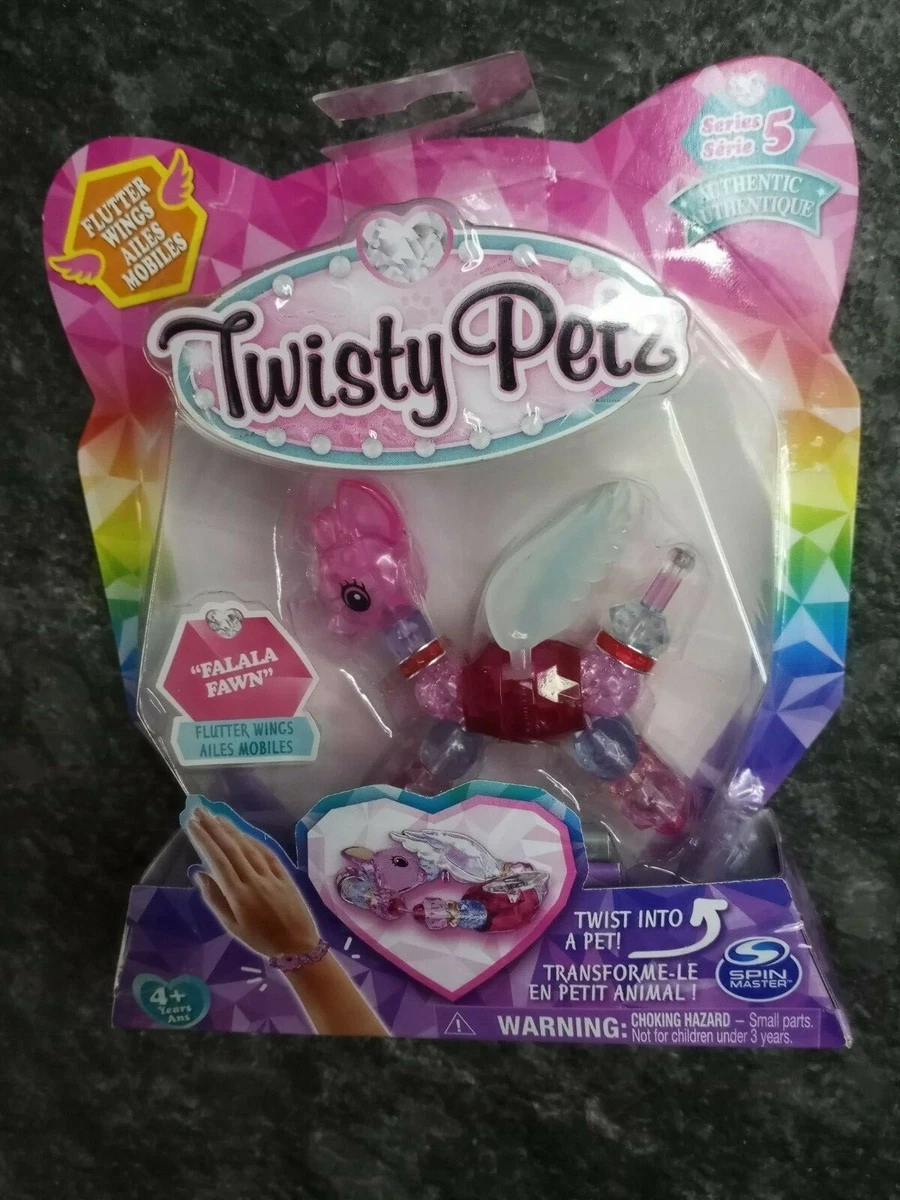 Series 5
Série
AUTHENTIC
AUTHENTIQUE
FLUTTER
WINGS
AILES
MOBILES
Twisty Petz
"FALALA
FAWN"
FLUTTER WINGS
AILES MOBILES
TWIST INTO
A PET!
TRANSFORME-LE
EN PETIT ANIMAL !
SPIN
MASTER™
4+
Years
Ans
WARNING: CHOKING HAZARD – Small parts.
Not for children under 3 years.